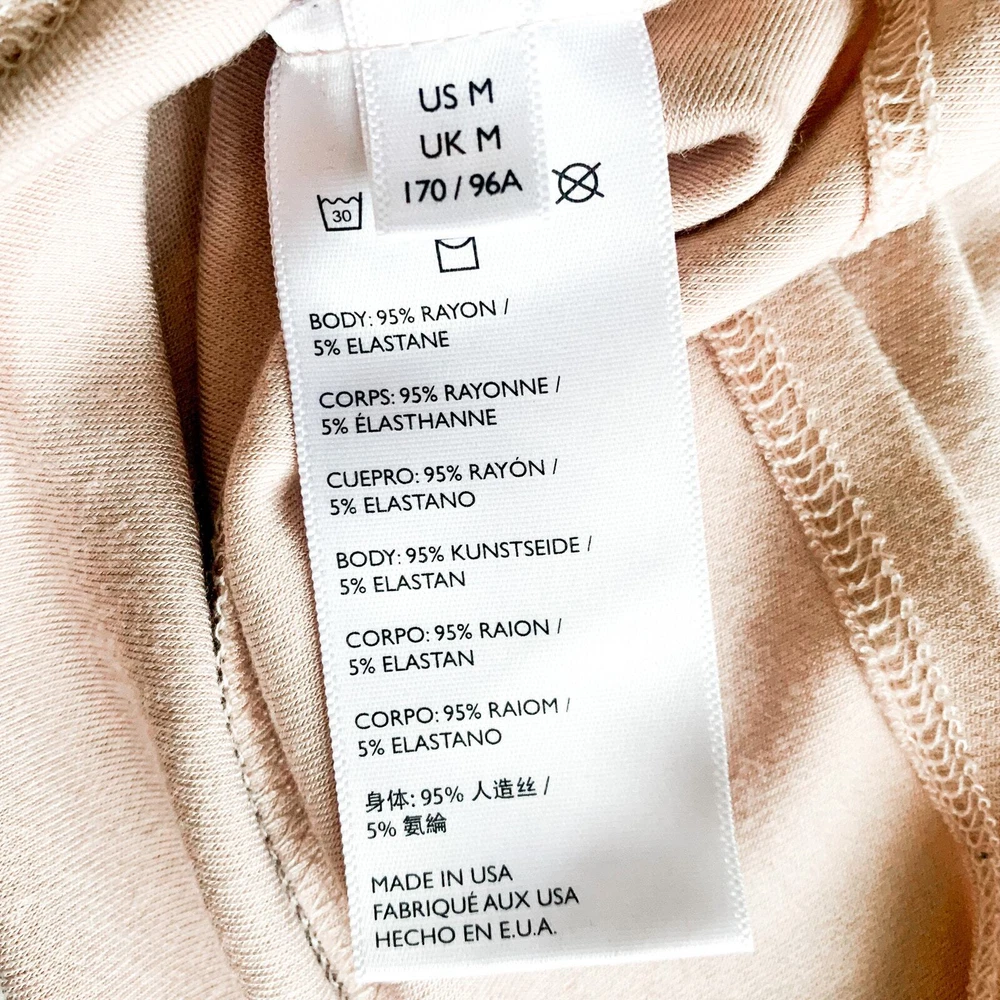 US M
UK M
170 / 96A
30
BODY: 95% RAYON /
5% ELASTANE
CORPS: 95% RAYONNE /
5% ÉLASTHANNE
CUEPRO: 95% RAYÓN /
5% ELASTANO
BODY: 95% KUNSTSEIDE /
5% ELASTAN
CORPO: 95% RAION /
5% ELASTAN
CORPO: 95% RAIOM /
5% ELASTANO
身体: 95% 人造丝 /
5% 氨綸
MADE IN USA
FABRIQUÉ AUX USA
HECHO EN E.U.A.